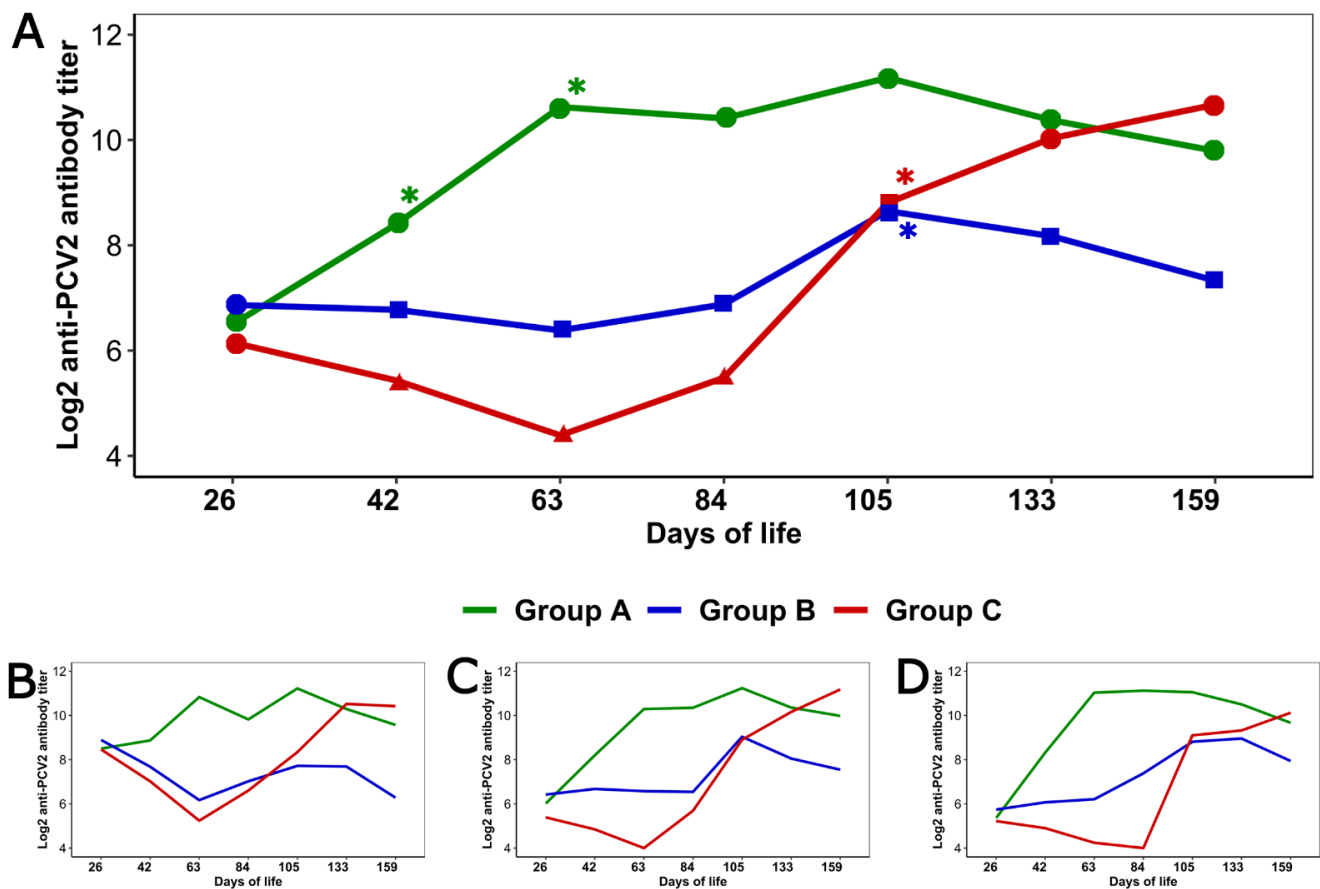 A
Log2 anti-PCV2 antibody titer
12
10
8
6
4
*
*
*
*
26 42 63 84 105 133 159
Days of life
Group A Group B Group C
B
Log2 anti-PCV2 antibody titer
12
10
8
6
4
26 42 63 84 105 133 159
Days of life
C
Log2 anti-PCV2 antibody titer
12
10
8
6
4
26 42 63 84 105 133 159
Days of life
D
Log2 anti-PCV2 antibody titer
12
10
8
6
4
26 42 63 84 105 133 159
Days of life